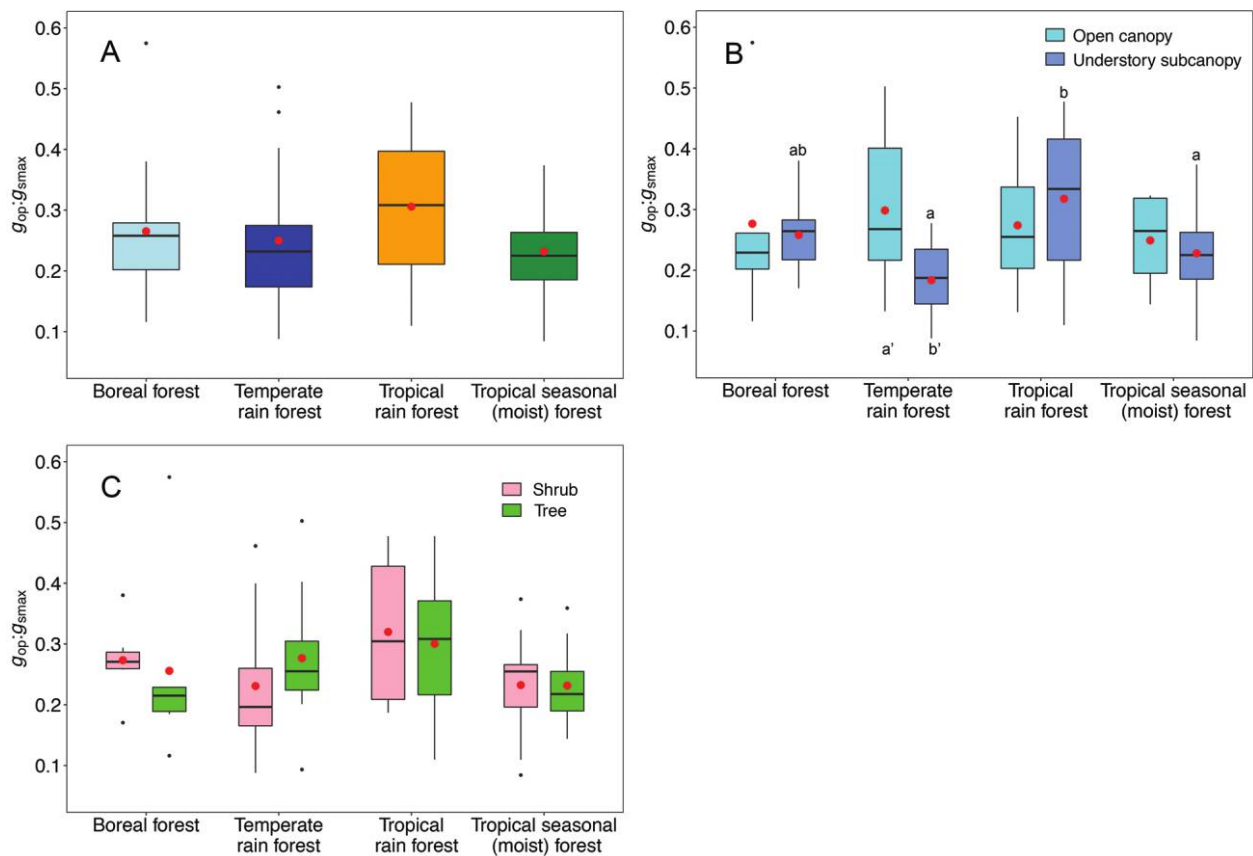 A
0.6
0.5
0.4
0.3
0.2
0.1
gop:gsmax
Boreal forest
Temperate
rain forest
Tropical
rain forest
Tropical seasonal
(moist) forest
B
Open canopy
Understory subcanopy
0.6
0.5
0.4
0.3
0.2
0.1
gop:gsmax
ab
a
b
a
a'
b'
Boreal forest
Temperate
rain forest
Tropical
rain forest
Tropical seasonal
(moist) forest
C
Shrub
Tree
0.6
0.5
0.4
0.3
0.2
0.1
gop:gsmax
Boreal forest
Temperate
rain forest
Tropical
rain forest
Tropical seasonal
(moist) forest